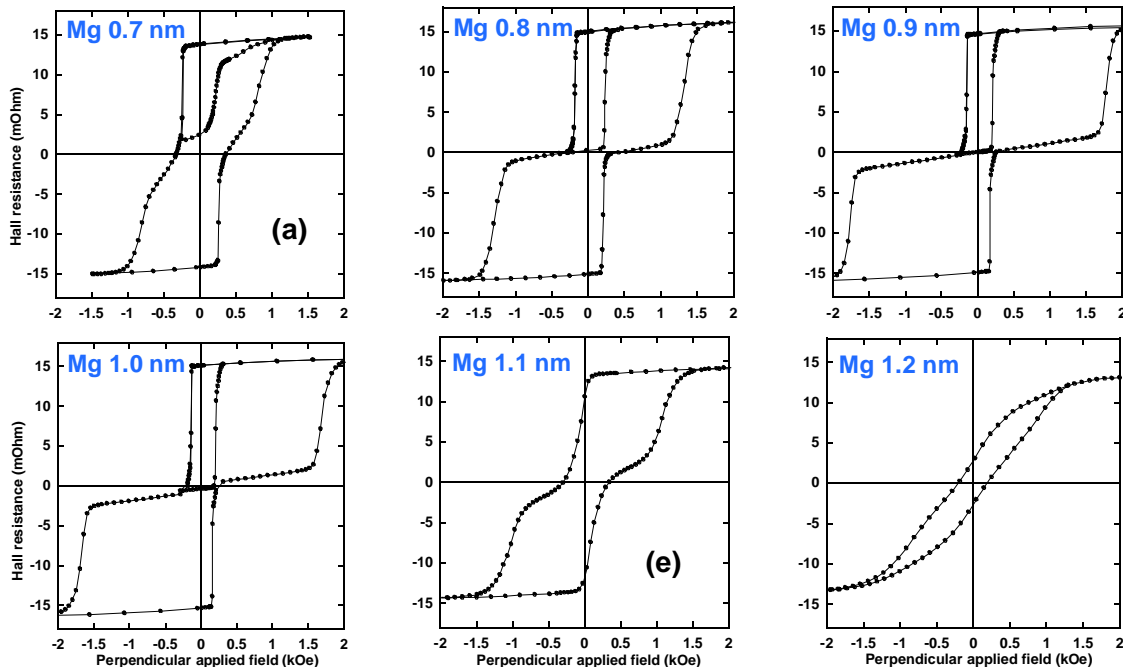 Mg 0.7 nm
Hall resistance (mOhm)
15
10
5
0
-5
-10
-15
(a)
-2 -1.5 -1 -0.5 0 0.5 1 1.5 2
Mg 0.8 nm
15
10
5
0
-5
-10
-15
-2 -1.5 -1 -0.5 0 0.5 1 1.5 2
Mg 0.9 nm
15
10
5
0
-5
-10
-15
-2 -1.5 -1 -0.5 0 0.5 1 1.5 2
Mg 1.0 nm
Hall resistance (mOhm)
15
10
5
0
-5
-10
-15
-2 -1.5 -1 -0.5 0 0.5 1 1.5 2
Perpendicular applied field (kOe)
Mg 1.1 nm
15
10
5
0
-5
-10
-15
(e)
-2 -1.5 -1 -0.5 0 0.5 1 1.5 2
Perpendicular applied field (kOe)
Mg 1.2 nm
15
10
5
0
-5
-10
-15
-2 -1.5 -1 -0.5 0 0.5 1 1.5 2
Perpendicular applied field (kOe)